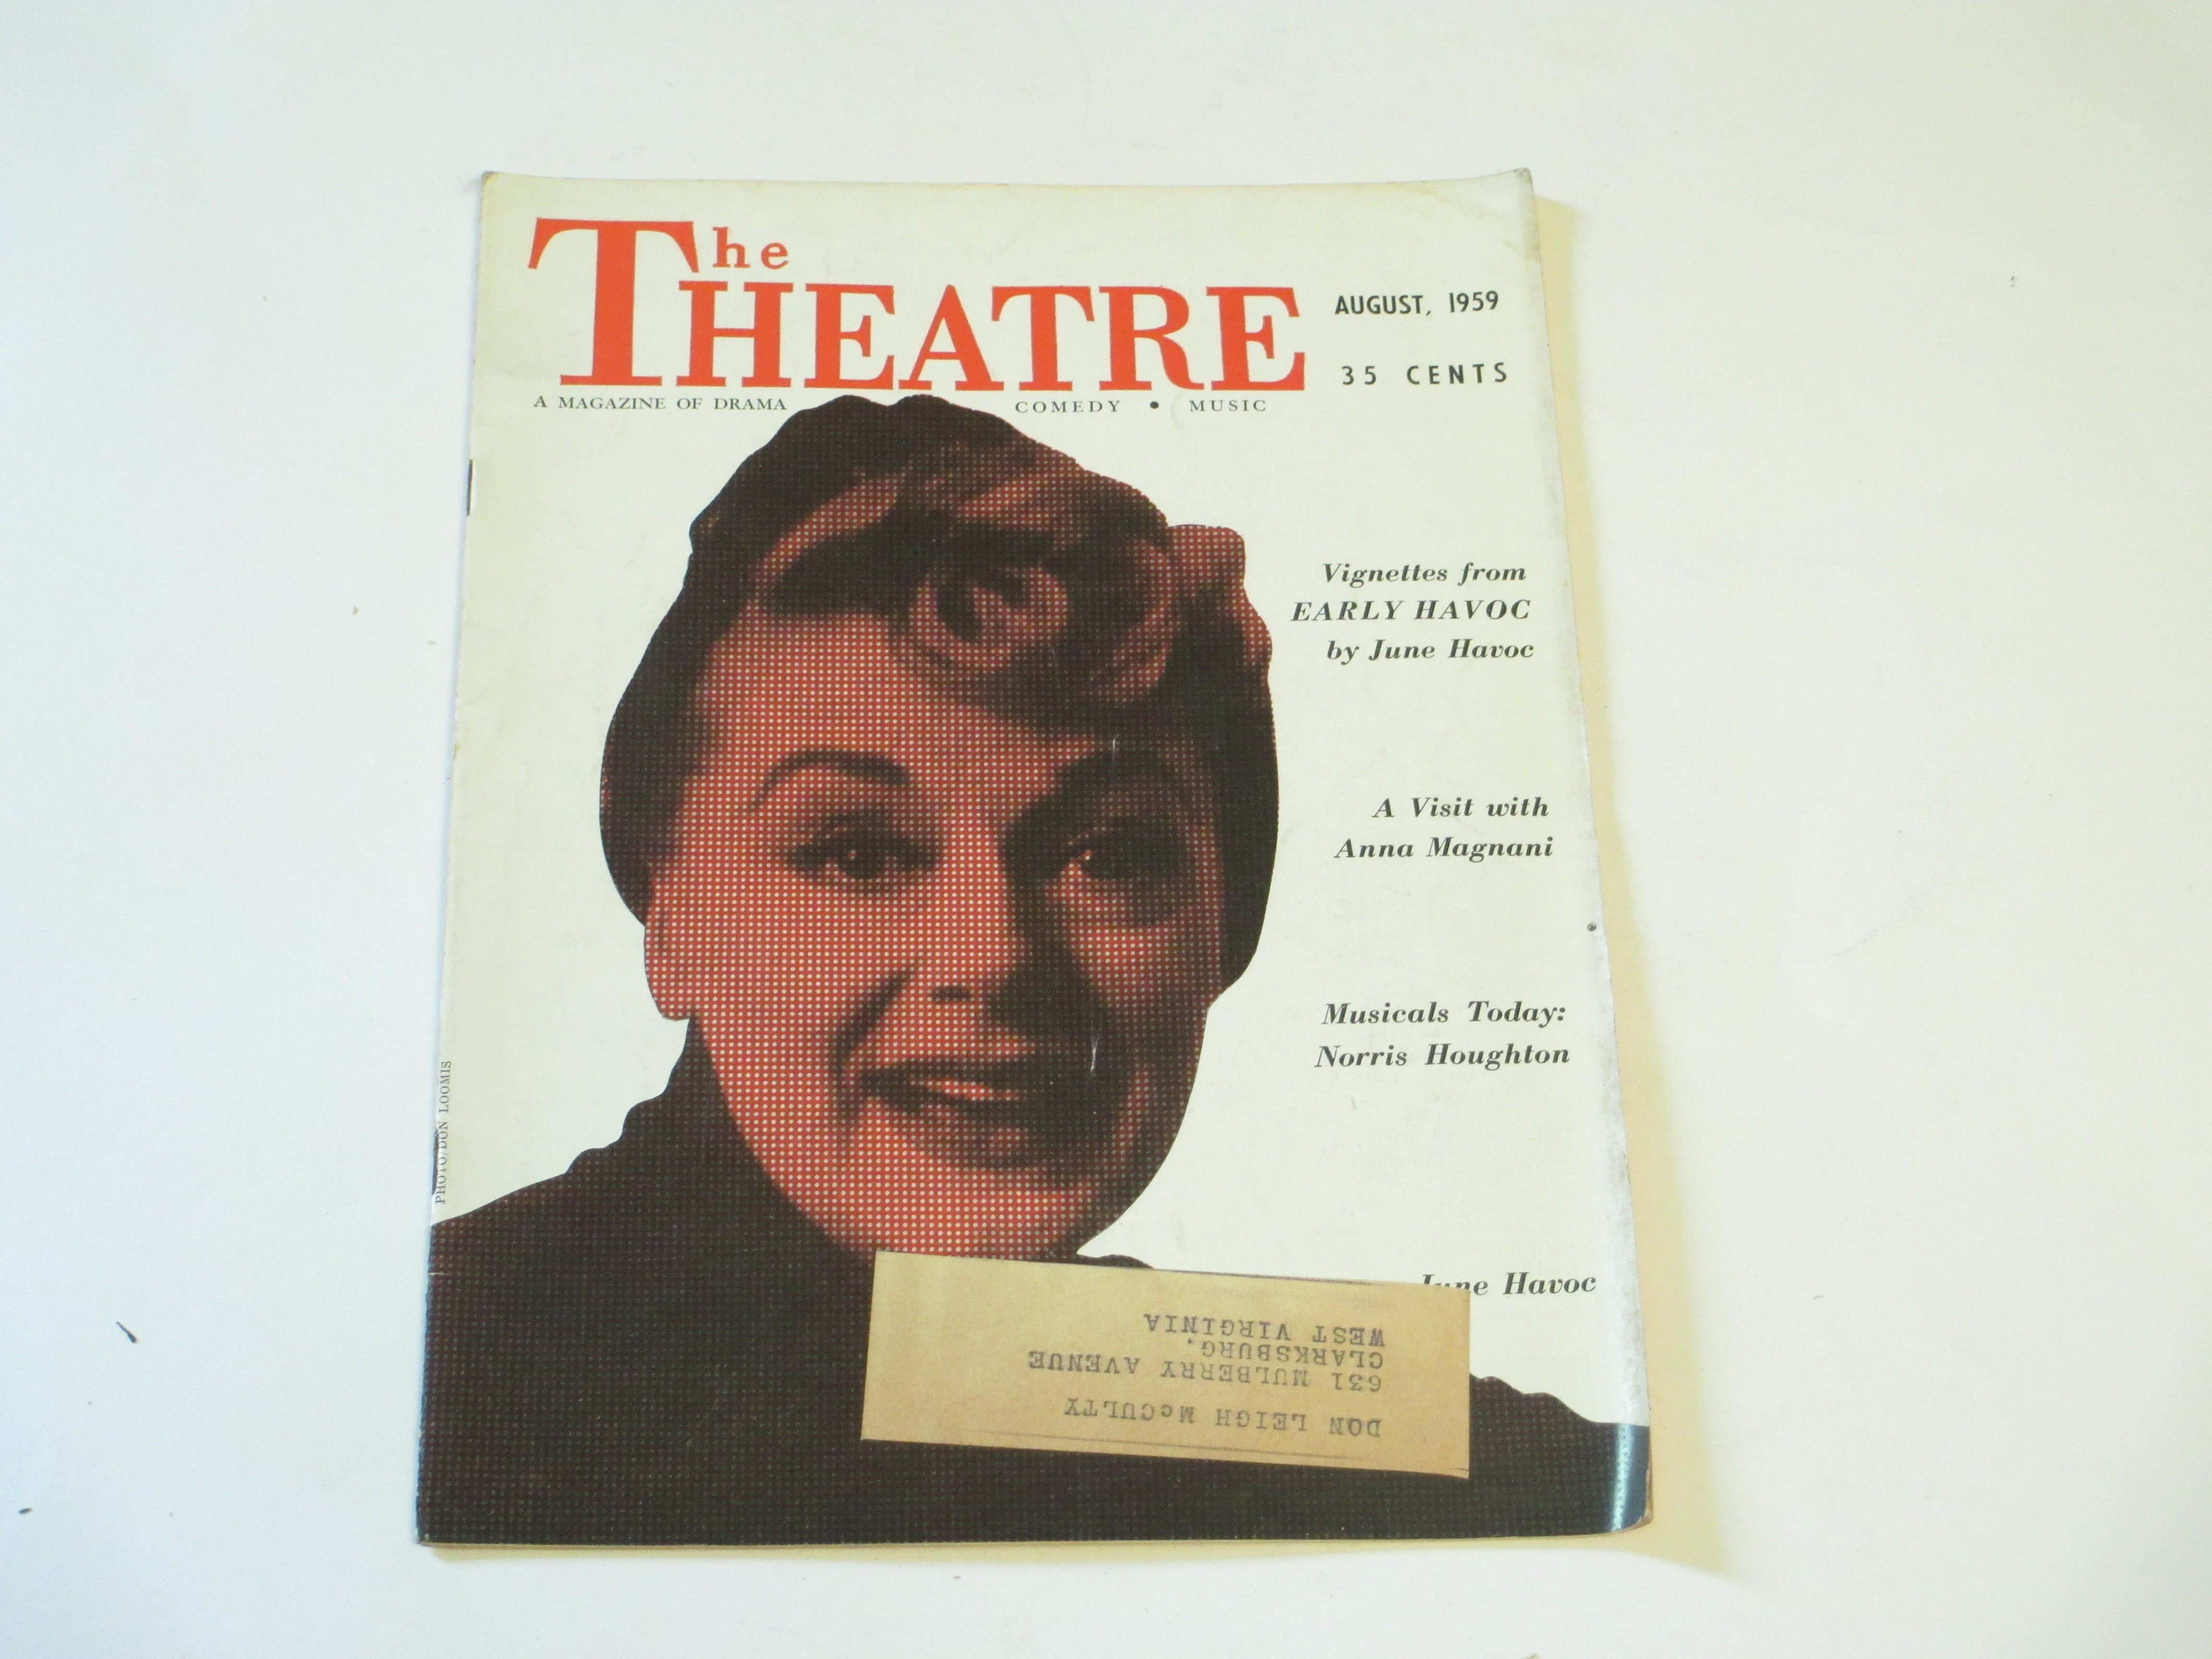 The
THEATRE
AUGUST, 1959
35 CENTS
A MAGAZINE OF DRAMA COMEDY • MUSIC
Vignettes from
EARLY HAVOC
by June Havoc
A Visit with
Anna Magnani
Musicals Today:
Norris Houghton
PHOTO/DON LOOMIS
June Havoc
DON LEIGH McCULTY
631 MULBERRY AVENUE
CLARKSBURG,
WEST VIRGINIA